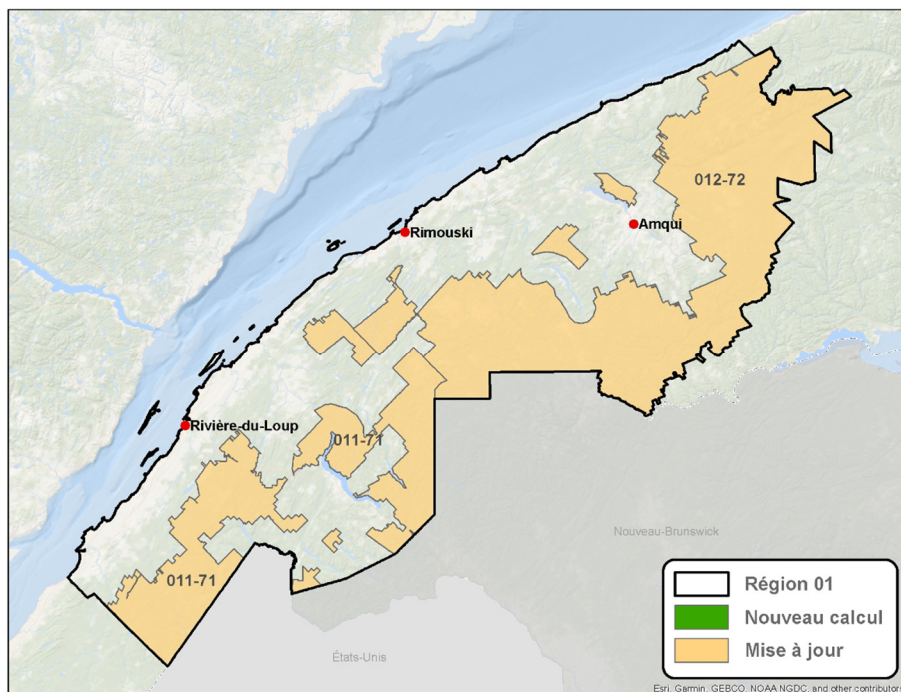 012-72
Amqui
Rimouski
Rivière-du-Loup
011-71
011-71
Nouveau-Brunswick
États-Unis
Région 01
Nouveau calcul
Mise à jour
Esri, Garmin, GEBCO, NOAA NGDC, and other contributors